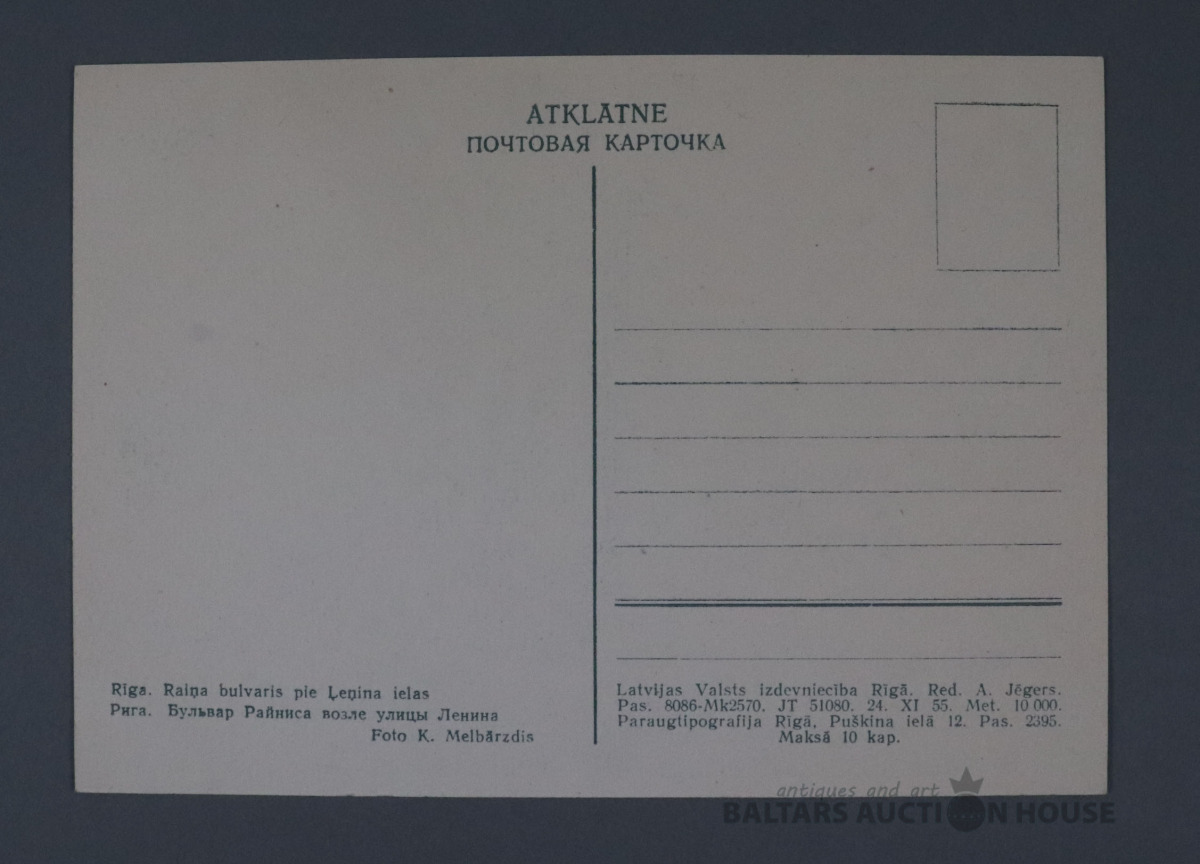 ATKLĀTNE
ПОЧТОВАЯ КАРТОЧКА
Rīga. Raiņa bulvaris pie Ļeņina ielas
Рига. Бульвар Райниса возле улицы Ленина
Foto K. Melbārzdis
Latvijas Valsts izdevniecība Rīgā. Red. A. Jēgers.
Pas. 8086-Mk2570. JT 51080. 24. XI 55. Met. 10 000.
Paraugtipografija Rīgā, Puškina ielā 12. Pas. 2395.
Maksā 10 kap.
antiques and art
BALTARS AUCTION HOUSE